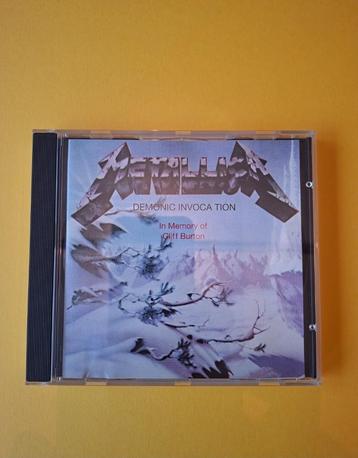 METALLICA
DEMONIC INVOCA TION
In Memory of
Cliff Burton